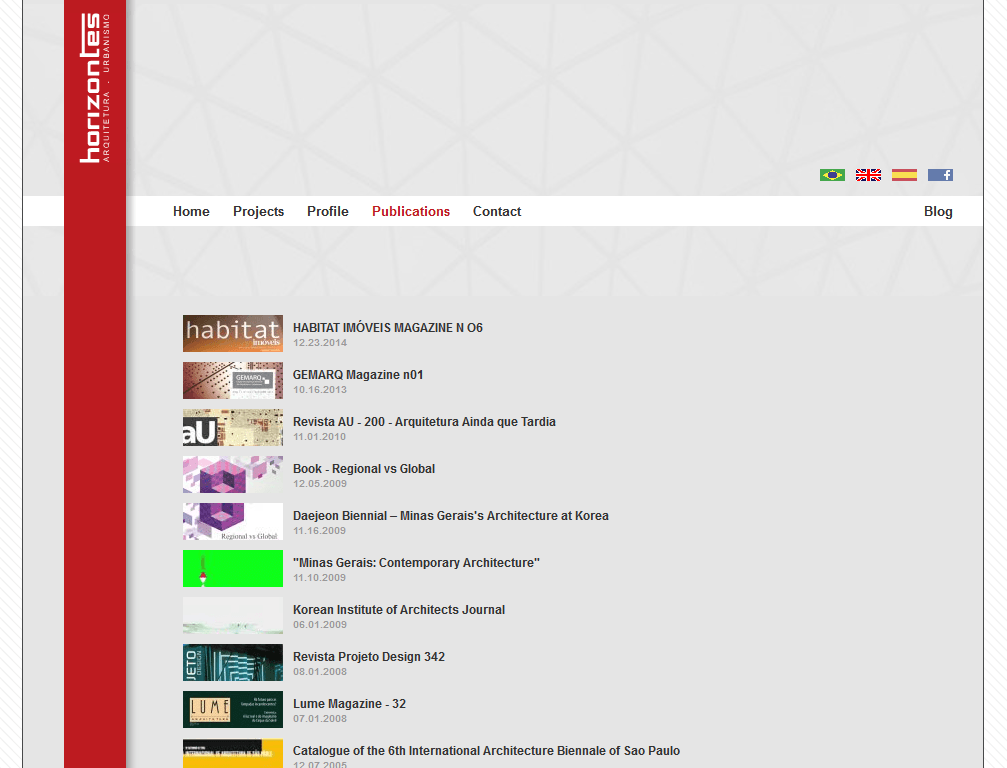 horizontes
ARQUITETURA . URBANISMO
Home Projects Profile Publications Contact Blog
habitat
imóveis
HABITAT IMÓVEIS MAGAZINE N O6
12.23.2014
GEMARQ
GEMARQ Magazine n01
10.16.2013
aU
Revista AU - 200 - Arquitetura Ainda que Tardia
11.01.2010
Book - Regional vs Global
12.05.2009
Regional vs Global
Daejeon Biennial – Minas Gerais's Architecture at Korea
11.16.2009
"Minas Gerais: Contemporary Architecture"
11.10.2009
Korean Institute of Architects Journal
06.01.2009
JETO
DESIGN
Revista Projeto Design 342
08.01.2008
LUME
ARQUITETURA
Lume Magazine - 32
07.01.2008
Catalogue of the 6th International Architecture Biennale of Sao Paulo
12.07.2005